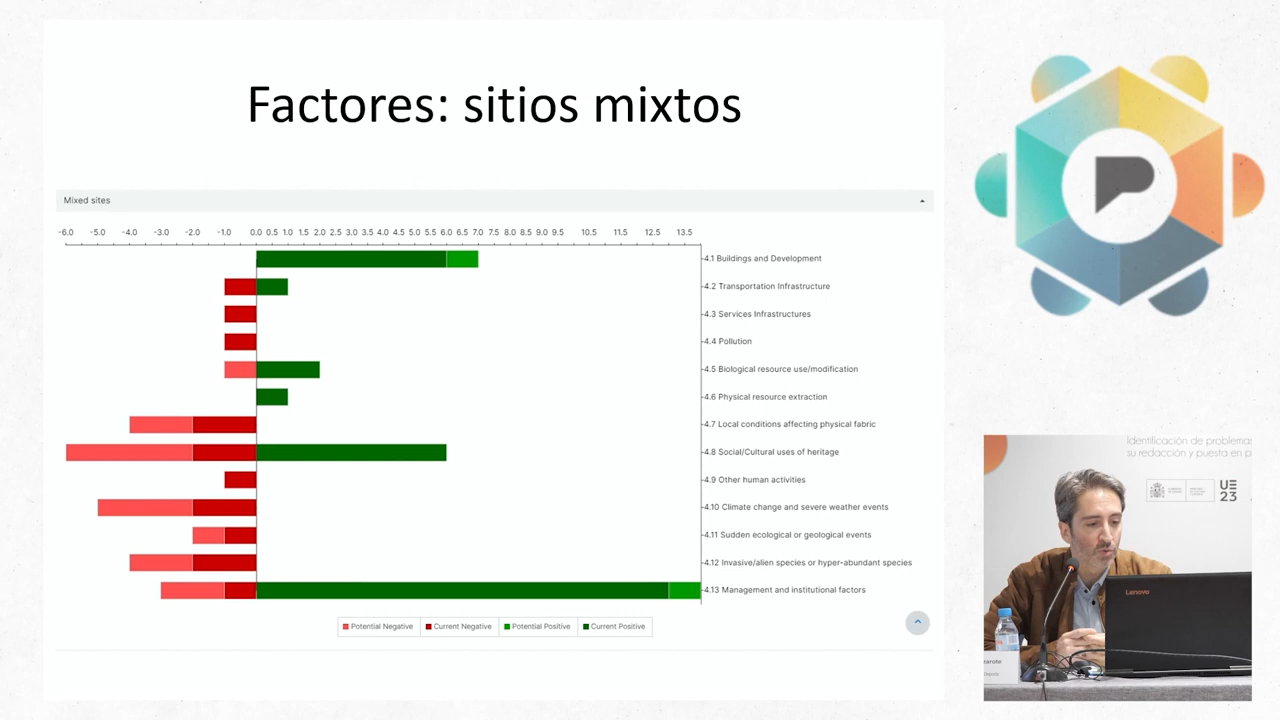 Factores: sitios mixtos
Mixed sites
-6.0 -5.0 -4.0 -3.0 -2.0 -1.0 0.0 0.5 1.0 1.5 2.0 2.5 3.0 3.5 4.0 4.5 5.0 5.5 6.0 6.5 7.0 7.5 8.0 8.5 9.0 9.5 10.5 11.5 12.5 13.5
4.1 Buildings and Development
4.2 Transportation Infrastructure
4.3 Services Infrastructures
4.4 Pollution
4.5 Biological resource use/modification
4.6 Physical resource extraction
4.7 Local conditions affecting physical fabric
4.8 Social/Cultural uses of heritage
4.9 Other human activities
4.10 Climate change and severe weather events
4.11 Sudden ecological or geological events
4.12 Invasive/alien species or hyper-abundant species
4.13 Management and institutional factors
Potential Negative Current Negative Potential Positive Current Positive
P
Identificación de problemas
su redacción y puesta en p
UE
23
Lenovo
zarote